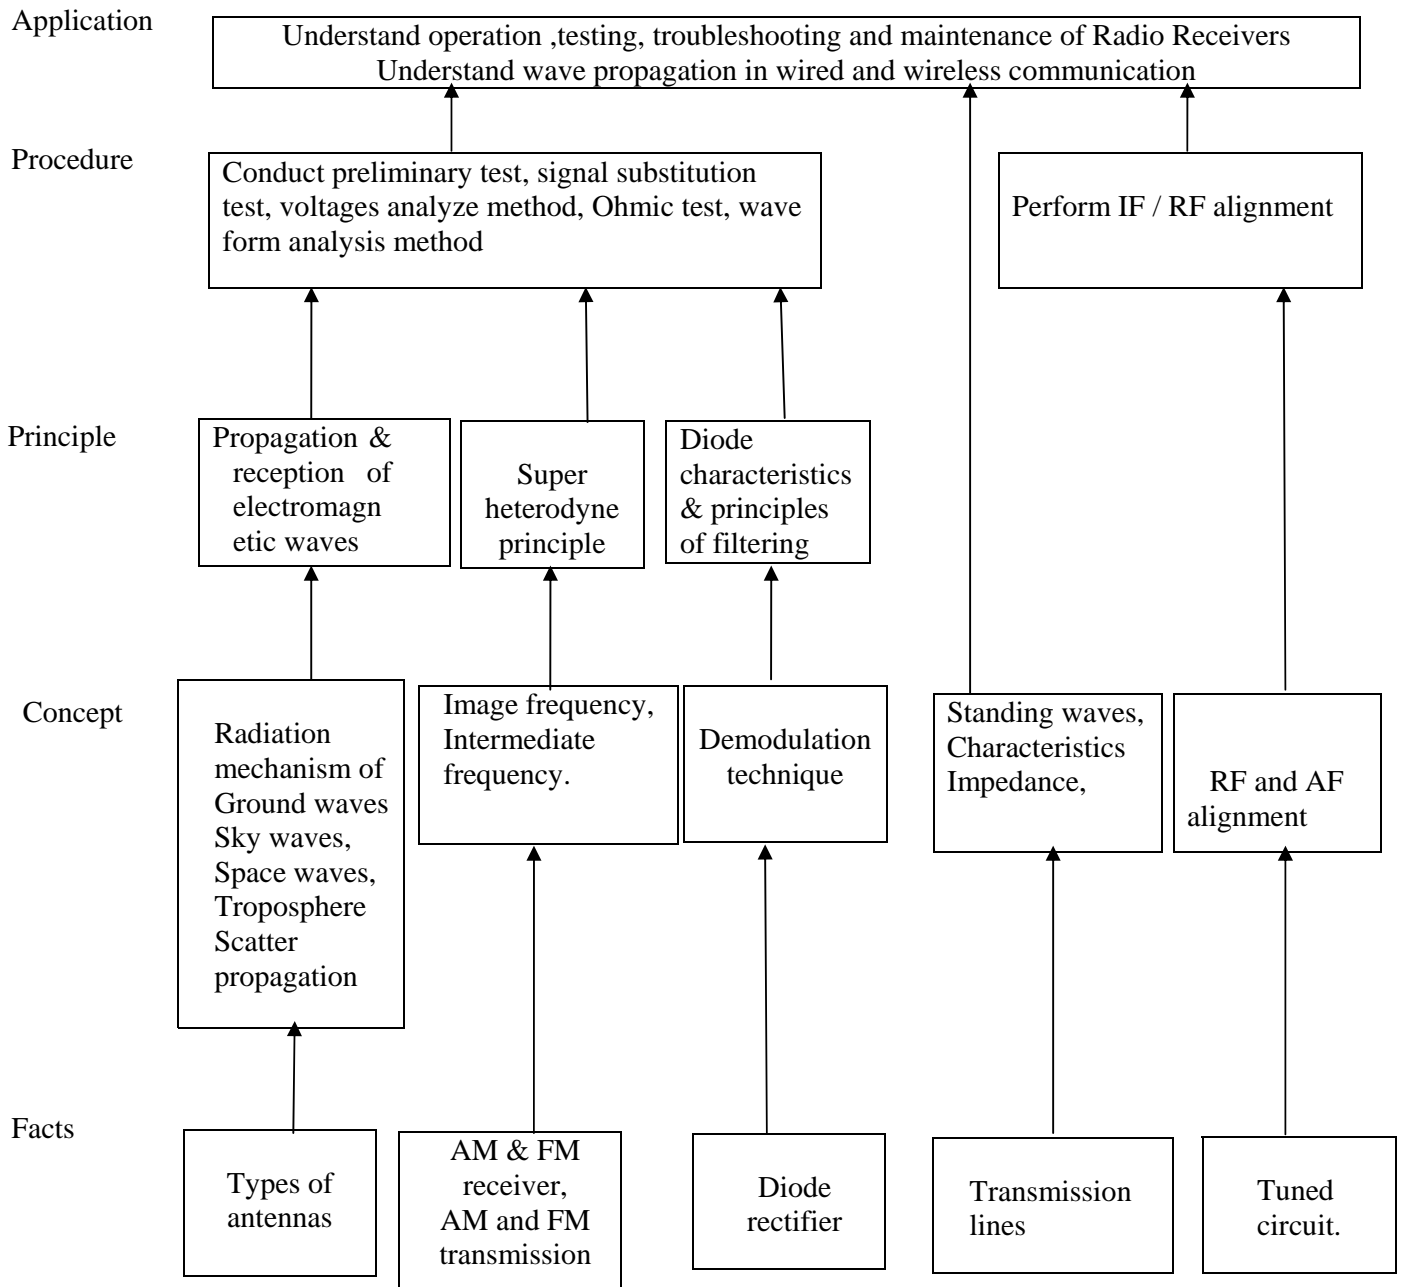 Application
Understand operation ,testing, troubleshooting and maintenance of Radio Receivers
Understand wave propagation in wired and wireless communication
Procedure
Conduct preliminary test, signal substitution
test, voltages analyze method, Ohmic test, wave
form analysis method
Perform IF / RF alignment
Principle
Propagation &
reception of
electromagn
etic waves
Super
heterodyne
principle
Diode
characteristics
& principles
of filtering
Concept
Radiation
mechanism of
Ground waves
Sky waves,
Space waves,
Troposphere
Scatter
propagation
Image frequency,
Intermediate
frequency.
Demodulation
technique
Standing waves,
Characteristics
Impedance,
RF and AF
alignment
Facts
Types of
antennas
AM & FM
receiver,
AM and FM
transmission
Diode
rectifier
Transmission
lines
Tuned
circuit.